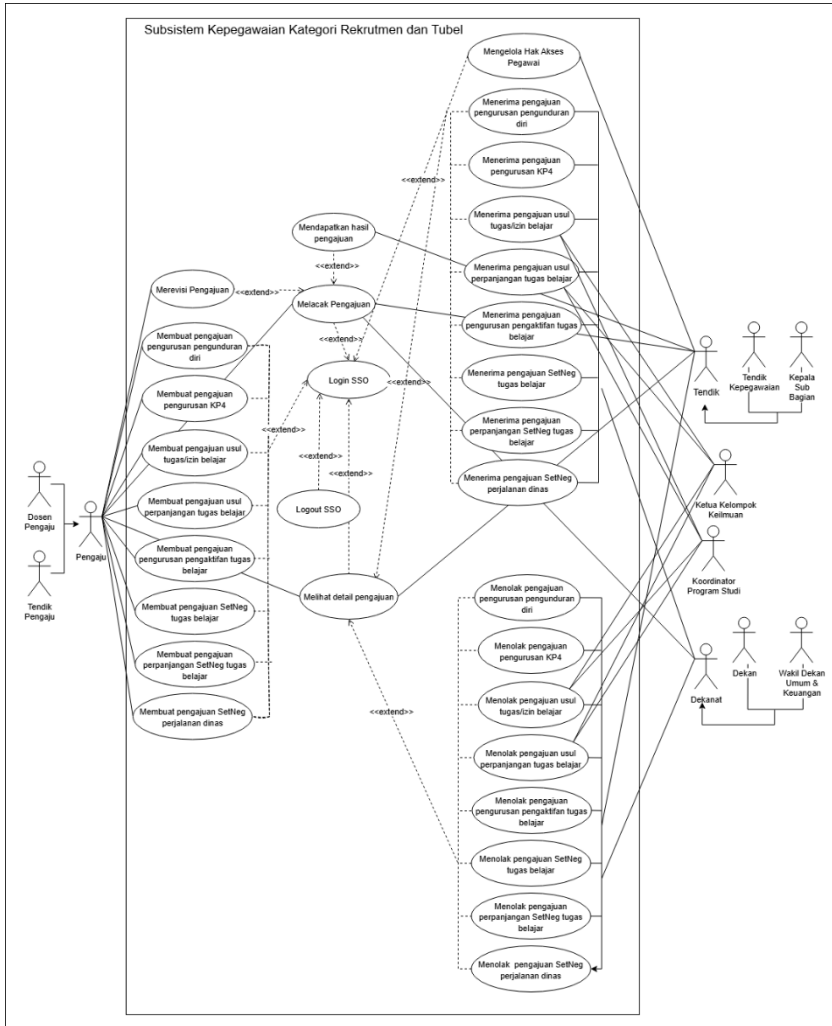 Subsistem Kepegawaian Kategori Rekrutmen dan Tubel
Mengelola Hak Akses
Pegawai
Menerima pengajuan
pengurusan pengunduran
diri
<<extend>>
Menerima pengajuan
pengurusan KP4
Menerima pengajuan usul
tugas/izin belajar
Mendapatkan hasil
pengajuan
<<extend>>
Menerima pengajuan usul
perpanjangan tugas belajar
Merevisi Pengajuan
<<extend>>
Melacak Pengajuan
<<extend>>
Menerima pengajuan
pengurusan pengaktifan tugas
belajar
Membuat pengajuan
pengurusan pengunduran
diri
Login SSO
<<extend>>
Menerima pengajuan SetNeg
tugas belajar
Membuat pengajuan
pengurusan KP4
<<extend>>
Menerima pengajuan
perpanjangan SetNeg tugas
belajar
Membuat pengajuan usul
tugas/izin belajar
<<extend>>
<<extend>>
Menerima pengajuan SetNeg
perjalanan dinas
Membuat pengajuan usul
perpanjangan tugas belajar
Logout SSO
Membuat pengajuan
pengurusan pengaktifan tugas
belajar
Melihat detail pengajuan
Membuat pengajuan SetNeg
tugas belajar
Membuat pengajuan
perpanjangan SetNeg tugas
belajar
Membuat pengajuan SetNeg
perjalanan dinas
<<extend>>
Menolak pengajuan
pengurusan pengunduran
diri
Menolak pengajuan
pengurusan KP4
Menolak pengajuan usul
tugas/izin belajar
Menolak pengajuan usul
perpanjangan tugas belajar
Menolak pengajuan
pengurusan pengaktifan tugas
belajar
Menolak pengajuan SetNeg
tugas belajar
Menolak pengajuan
perpanjangan SetNeg tugas
belajar
Menolak pengajuan SetNeg
perjalanan dinas
Dosen
Pengaju
Pengaju
Tendik
Pengaju
Tendik
Tendik
Kepegawaian
Kepala
Sub
Bagian
Ketua Kelompok
Keilmuan
Koordinator
Program Studi
Dekanat
Dekan
Wakil Dekan
Umum &
Keuangan